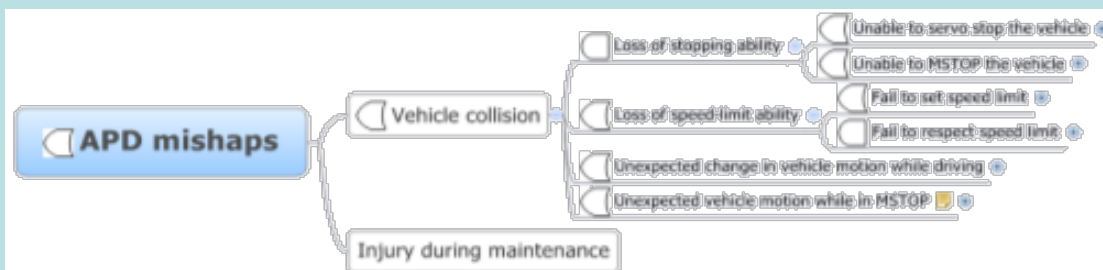 APD mishaps
Vehicle collision
Loss of stopping ability
Unable to servo stop the vehicle
Unable to MSTOP the vehicle
Loss of speed-limit ability
Fail to set speed limit
Fail to respect speed limit
Unexpected change in vehicle motion while driving
Unexpected vehicle motion while in MSTOP
Injury during maintenance